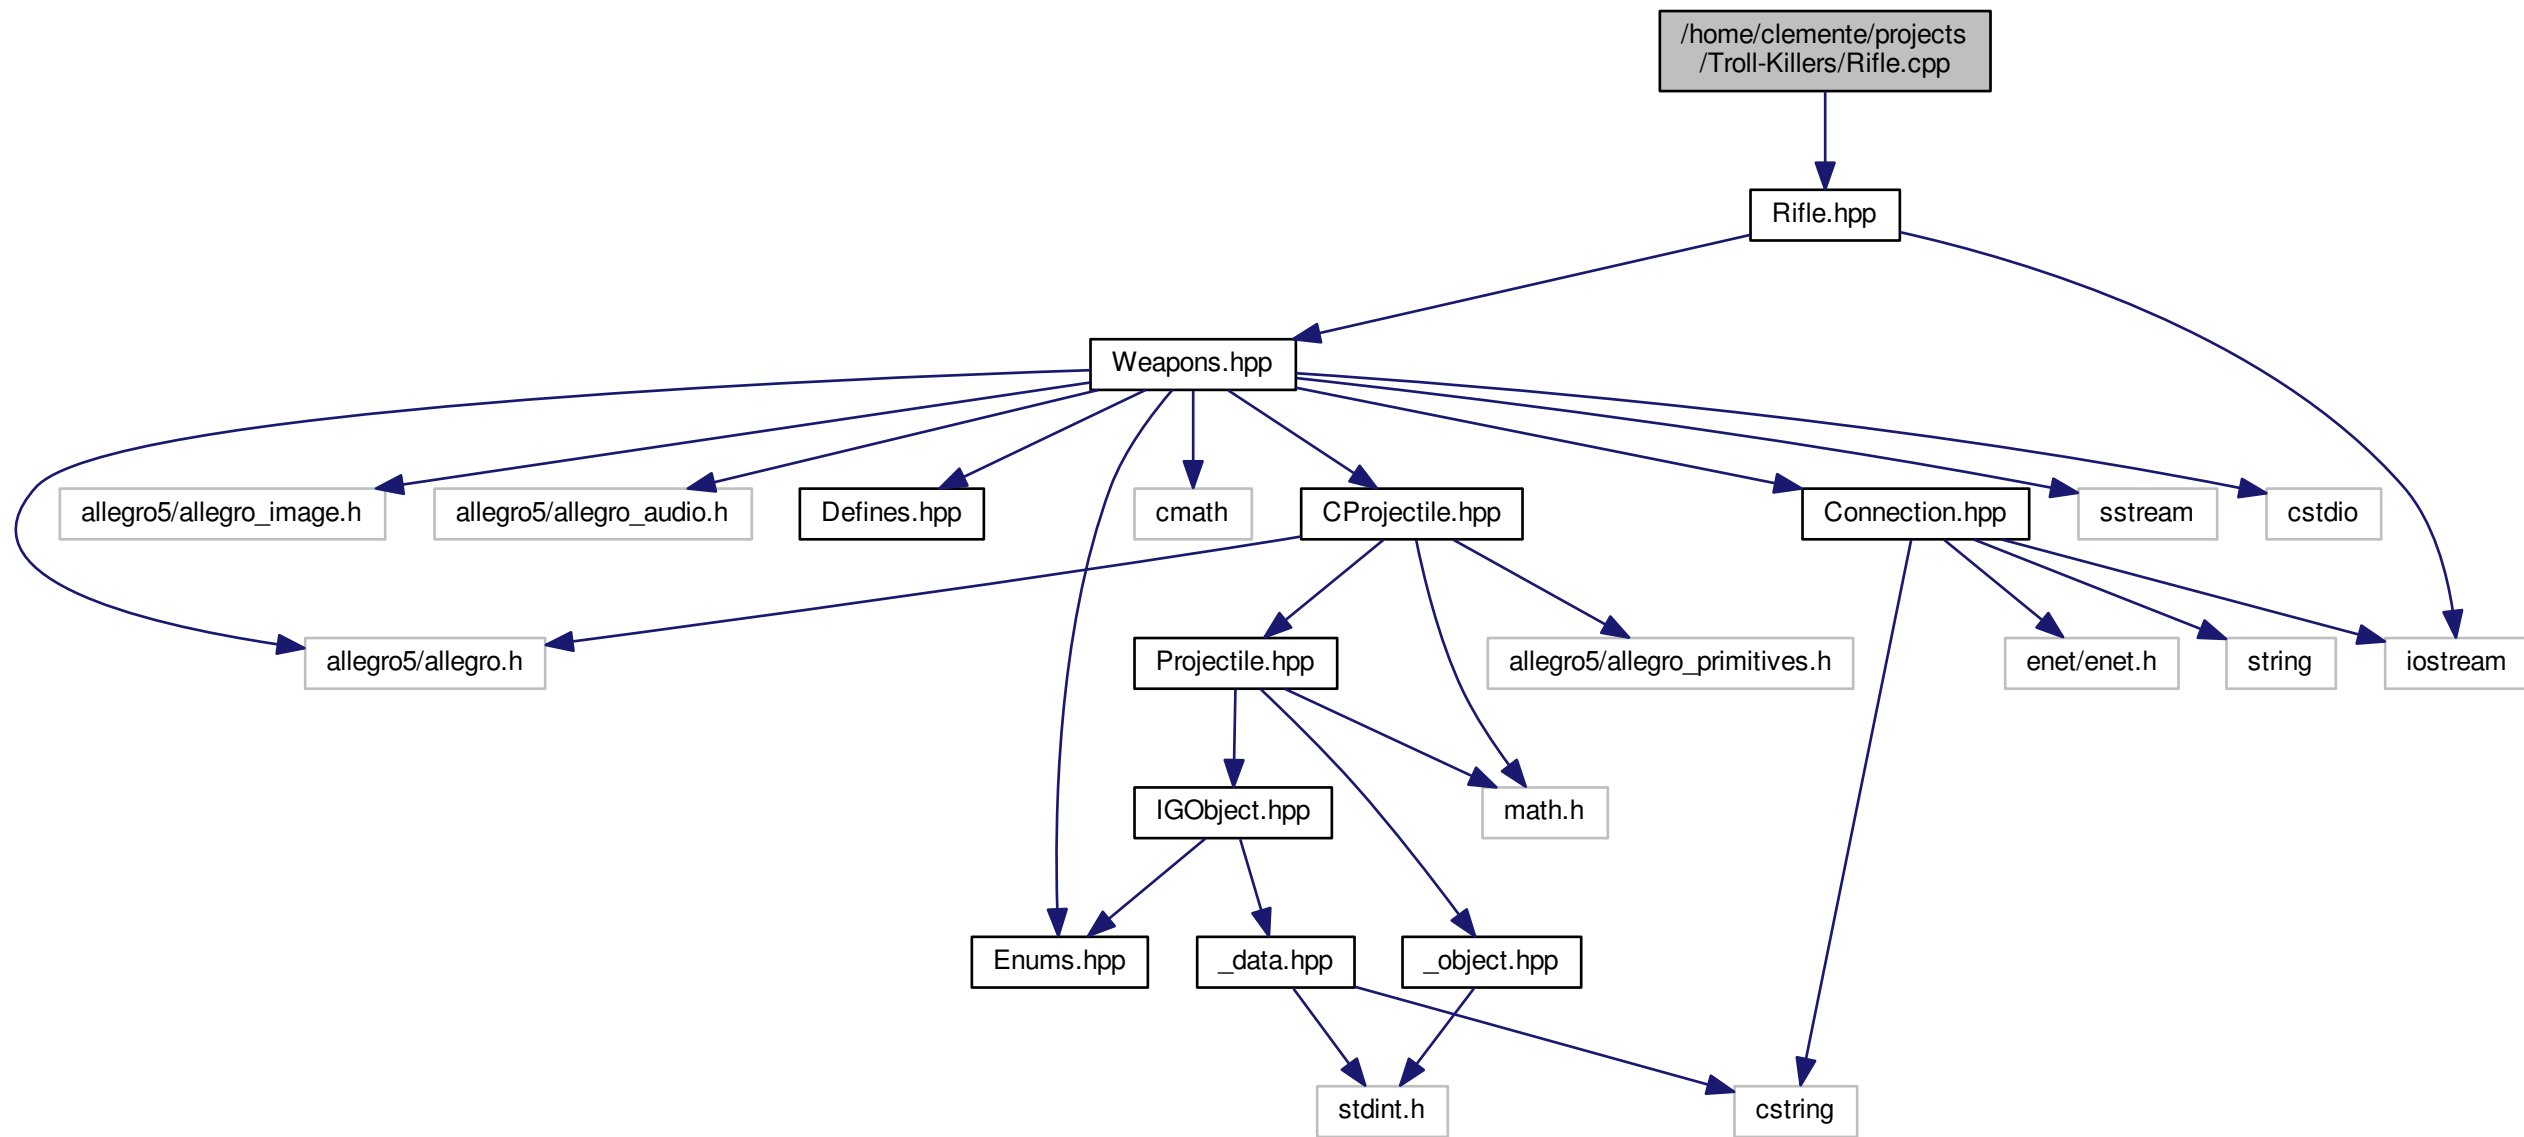 /home/clemente/projects
/Troll-Killers/Rifle.cpp
Rifle.hpp
Weapons.hpp
allegro5/allegro_image.h
allegro5/allegro_audio.h
Defines.hpp
cmath
CProjectile.hpp
Connection.hpp
sstream
cstdio
allegro5/allegro.h
Projectile.hpp
allegro5/allegro_primitives.h
enet/enet.h
string
iostream
IGObject.hpp
math.h
Enums.hpp
_data.hpp
_object.hpp
stdint.h
cstring